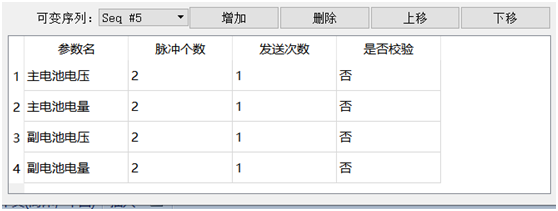 可变序列： Seq #5 增加 删除 上移 下移
参数名 脉冲个数 发送次数 是否校验
1 主电池电压 2 1 否
2 主电池电量 2 1 否
3 副电池电压 2 1 否
4 副电池电量 2 1 否